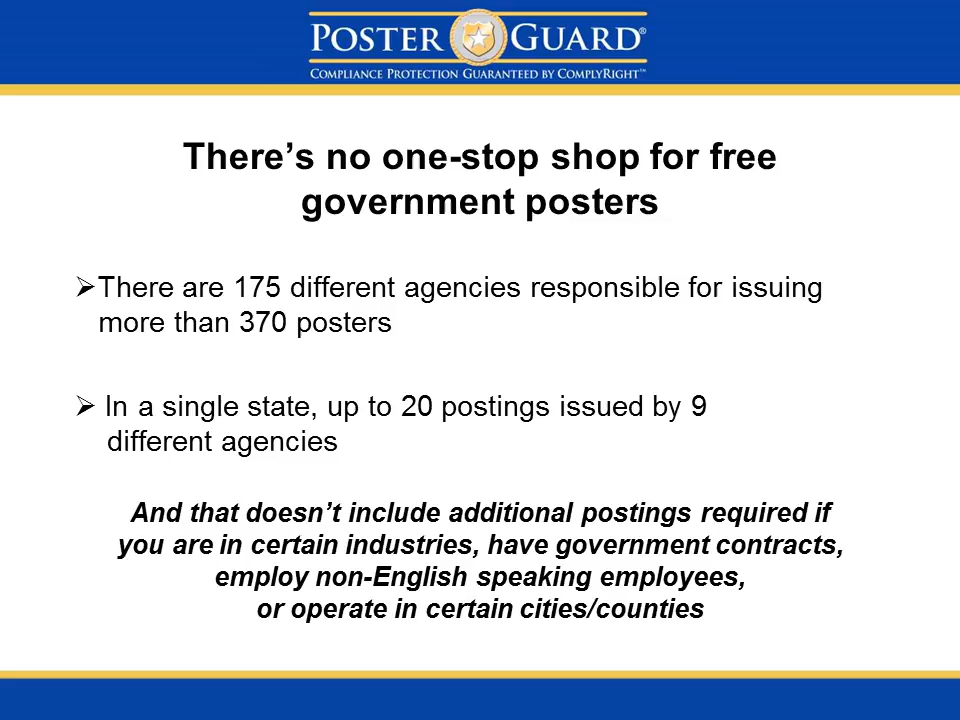 POSTER GUARD®
COMPLIANCE PROTECTION GUARANTEED BY COMPLYRIGHT™
There’s no one-stop shop for free
government posters
➢There are 175 different agencies responsible for issuing
more than 370 posters
➢ In a single state, up to 20 postings issued by 9
different agencies
And that doesn’t include additional postings required if
you are in certain industries, have government contracts,
employ non-English speaking employees,
or operate in certain cities/counties